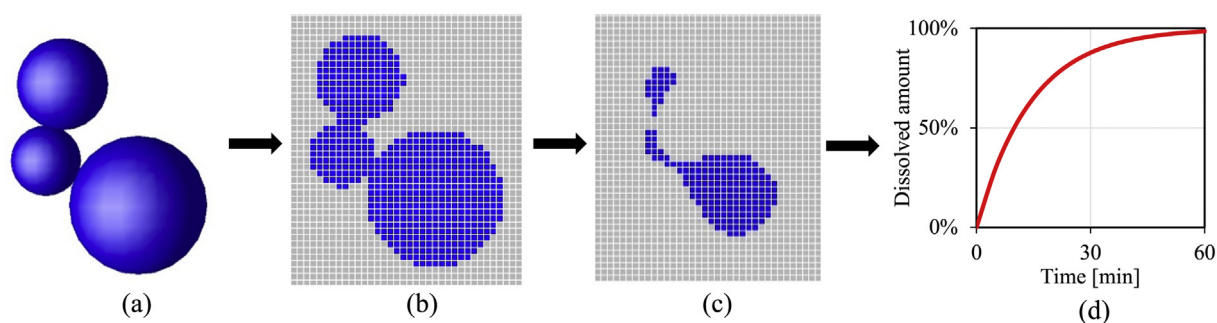 100%
50%
0%
Dissolved amount
0
30
60
Time [min]
(a)
(b)
(c)
(d)